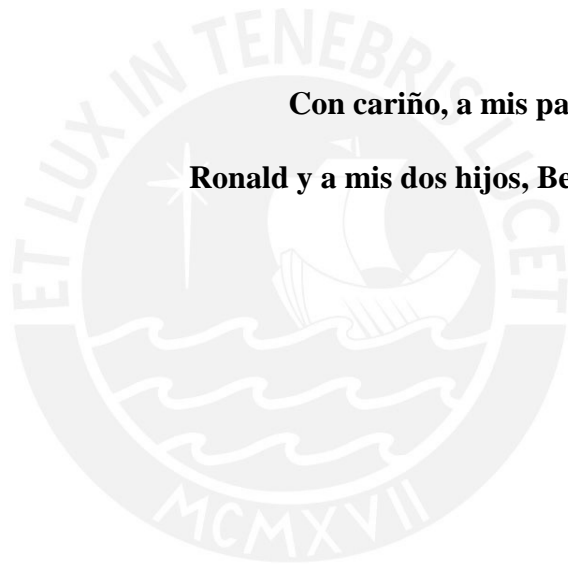 ET LUX IN TENEBRIS LUCET
Con cariño, a mis pa
Ronald y a mis dos hijos, Be
MCMXVII